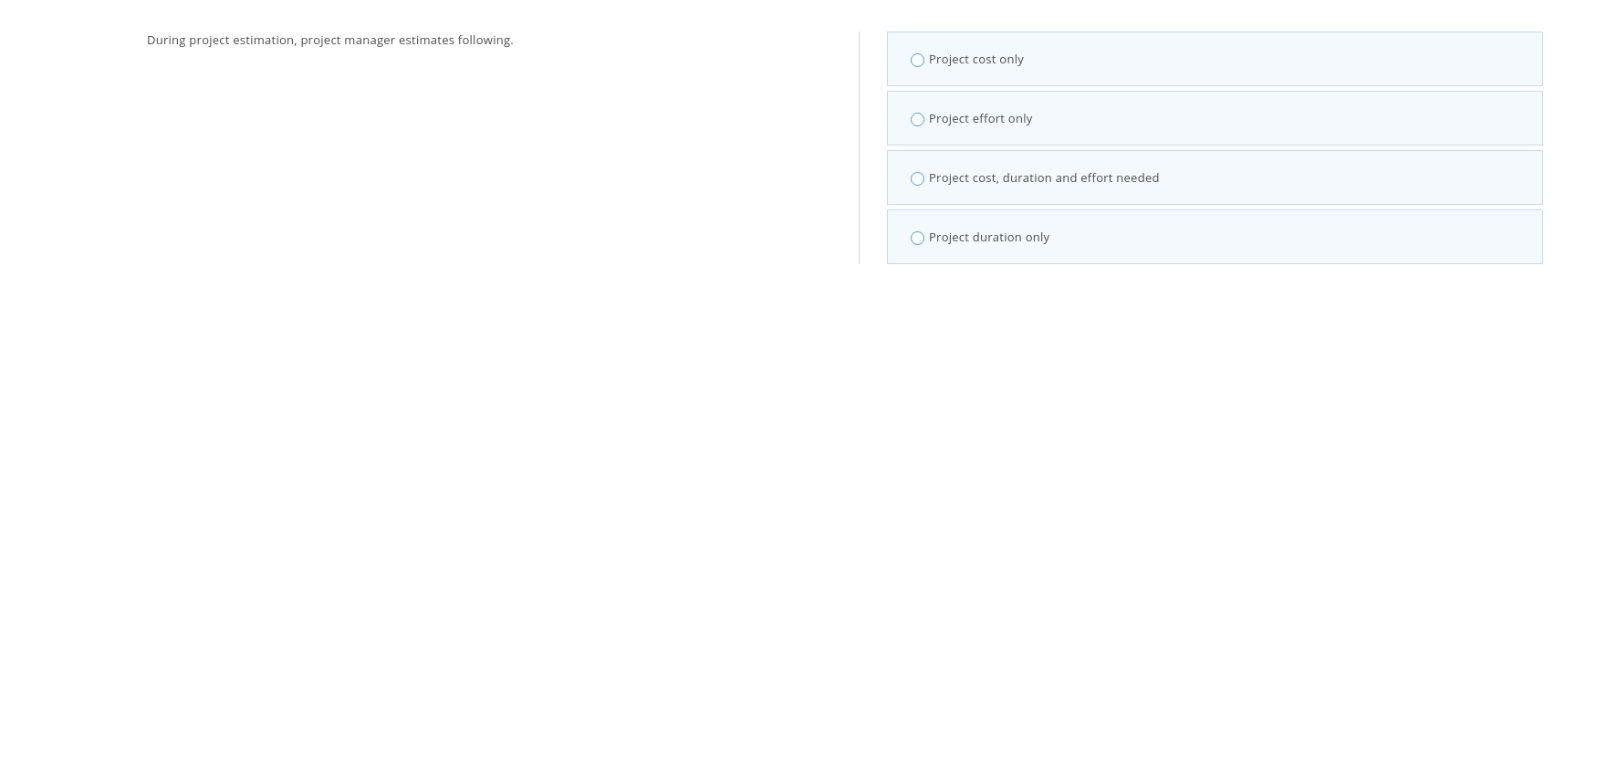 During project estimation, project manager estimates following.
Project cost only
Project effort only
Project cost, duration and effort needed
Project duration only